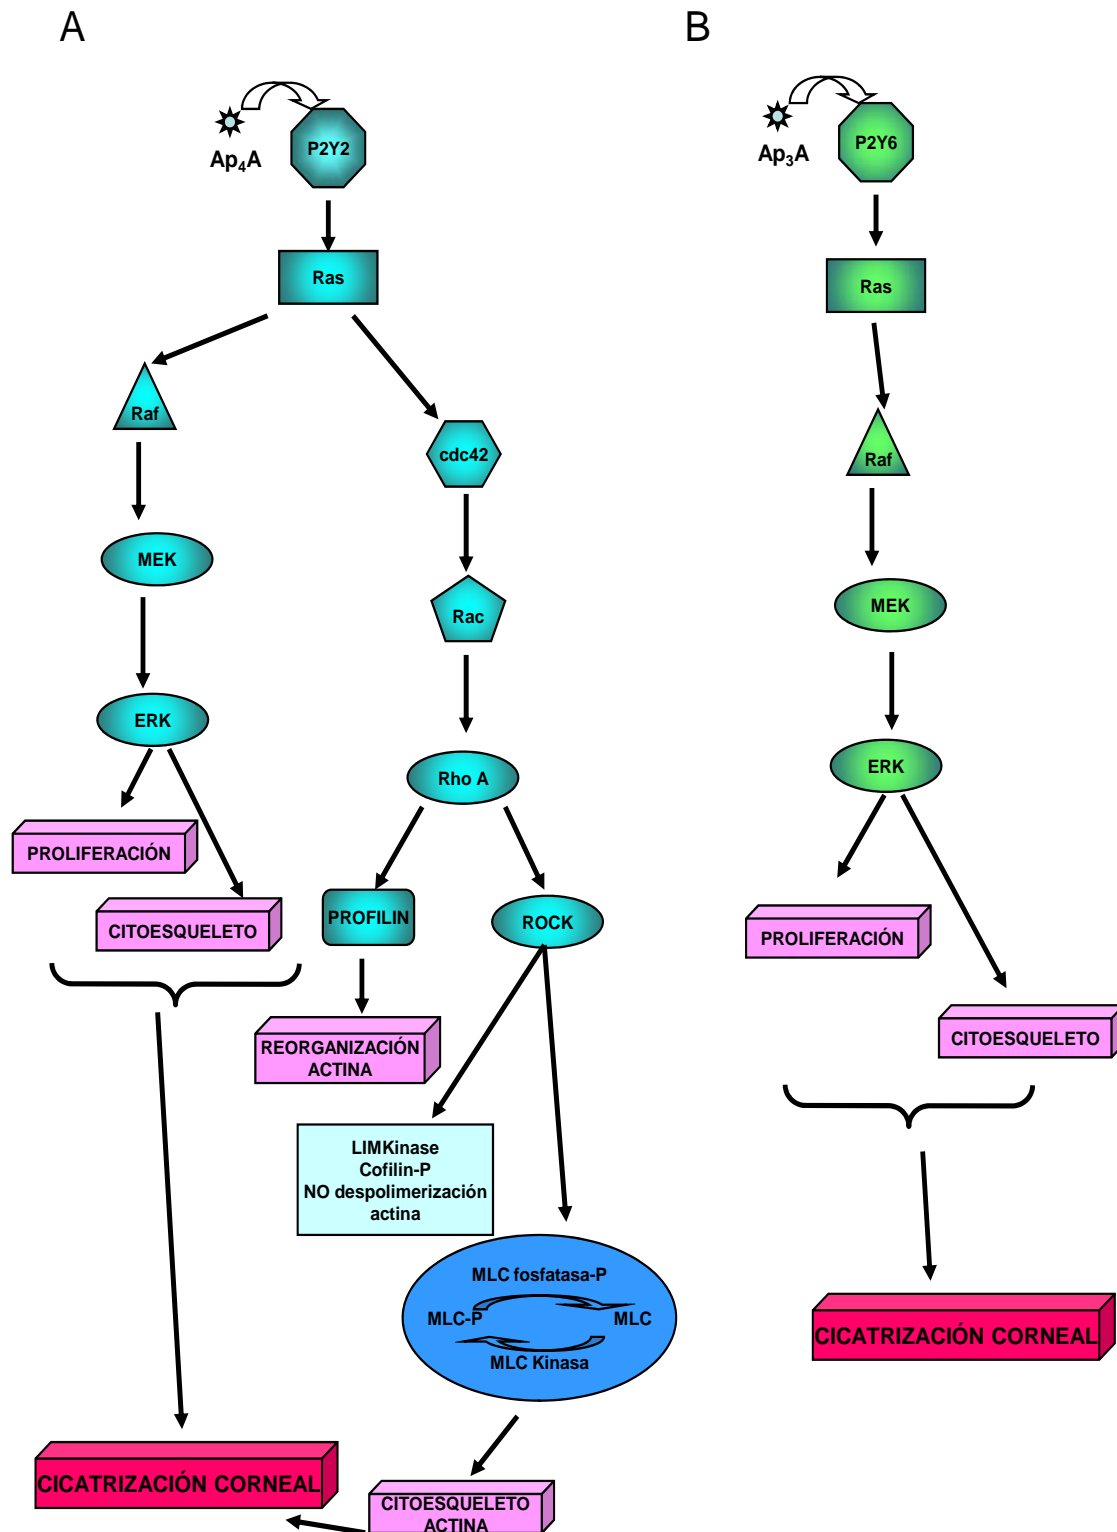 A
Ap4A
P2Y2
Ras
Raf
cdc42
MEK
Rac
ERK
Rho A
PROLIFERACIÓN
CITOESQUELETO
PROFILIN
ROCK
REORGANIZACIÓN
ACTINA
LIMKinase
Cofilin-P
NO despolimerización
actina
MLC fosfatasa-P
MLC-P
MLC
MLC Kinasa
CICATRIZACIÓN CORNEAL
CITOESQUELETO
ACTINA
B
Ap3A
P2Y6
Ras
Raf
MEK
ERK
PROLIFERACIÓN
CITOESQUELETO
CICATRIZACIÓN CORNEAL